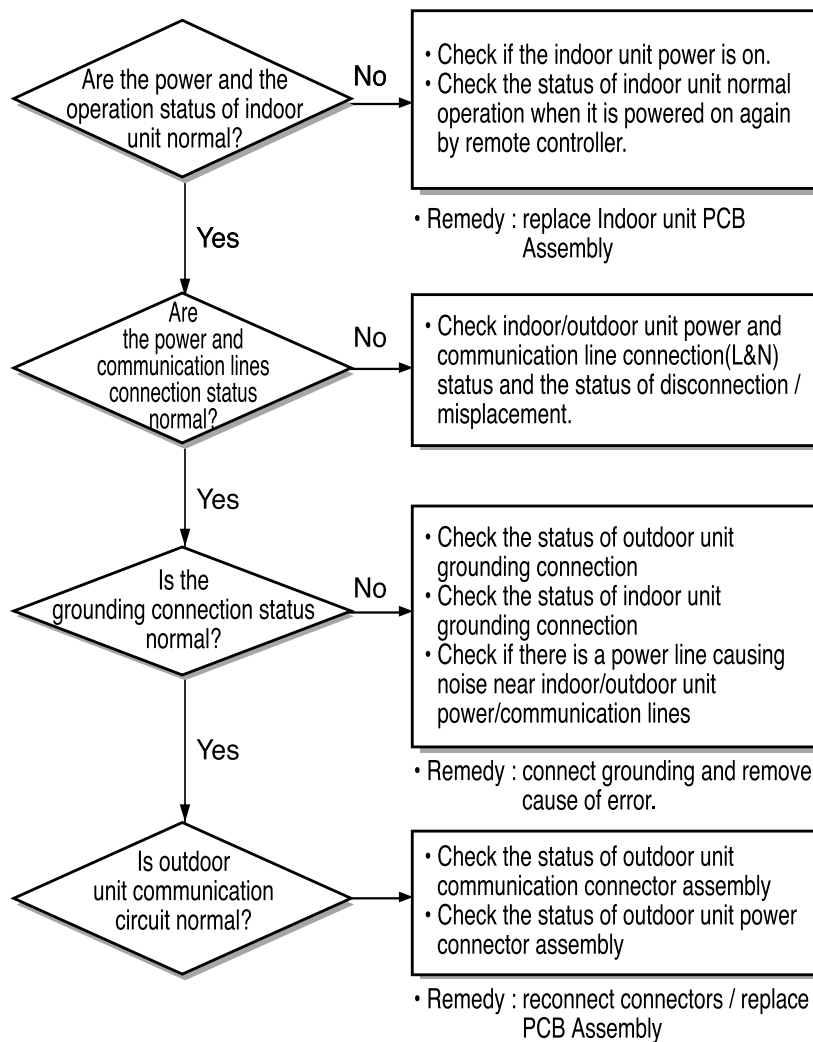 Are the power and the
operation status of indoor
unit normal?
No
• Check if the indoor unit power is on.
• Check the status of indoor unit normal
operation when it is powered on again
by remote controller.
• Remedy : replace Indoor unit PCB
Assembly
Yes
Are
the power and
communication lines
connection status
normal?
No
• Check indoor/outdoor unit power and
communication line connection(L&N)
status and the status of disconnection /
misplacement.
Yes
Is the
grounding connection status
normal?
No
• Check the status of outdoor unit
grounding connection
• Check the status of indoor unit
grounding connection
• Check if there is a power line causing
noise near indoor/outdoor unit
power/communication lines
• Remedy : connect grounding and remove
cause of error.
Yes
Is outdoor
unit communication
circuit normal?
• Check the status of outdoor unit
communication connector assembly
• Check the status of outdoor unit power
connector assembly
• Remedy : reconnect connectors / replace
PCB Assembly